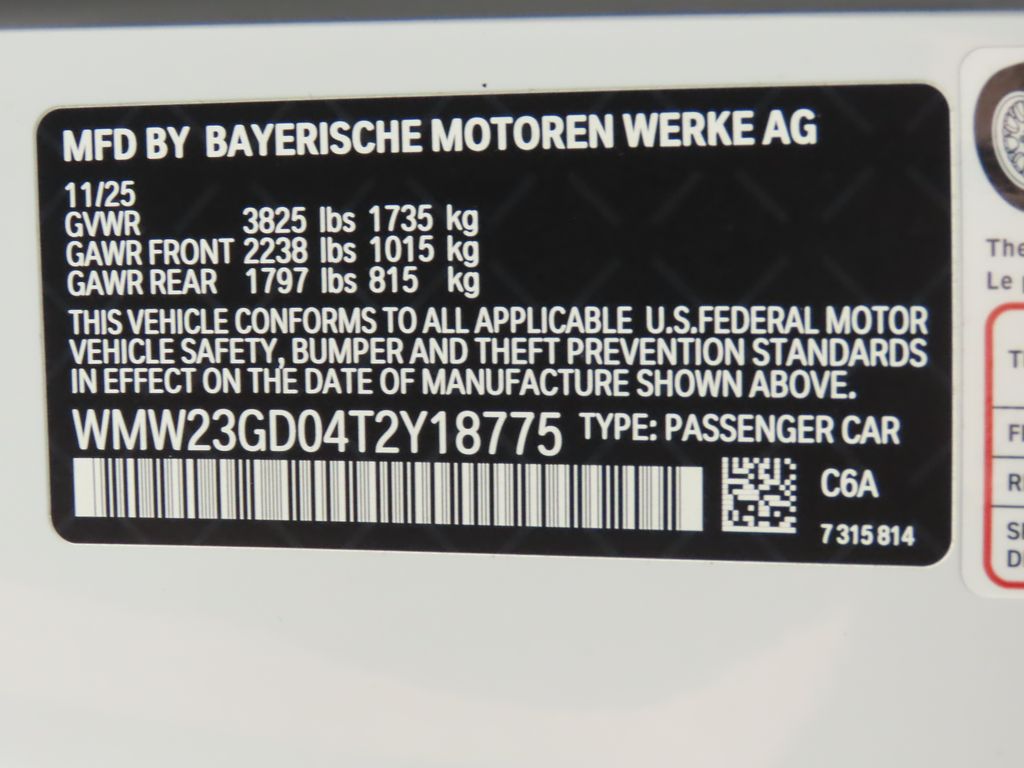 MFD BY BAYERISCHE MOTOREN WERKE AG
11/25
GVWR 3825 lbs 1735 kg
GAWR FRONT 2238 lbs 1015 kg
GAWR REAR 1797 lbs 815 kg
THIS VEHICLE CONFORMS TO ALL APPLICABLE U.S.FEDERAL MOTOR
VEHICLE SAFETY, BUMPER AND THEFT PREVENTION STANDARDS
IN EFFECT ON THE DATE OF MANUFACTURE SHOWN ABOVE.
WMW23GD04T2Y18775 TYPE: PASSENGER CAR
C6A
7 315 814
The
Le